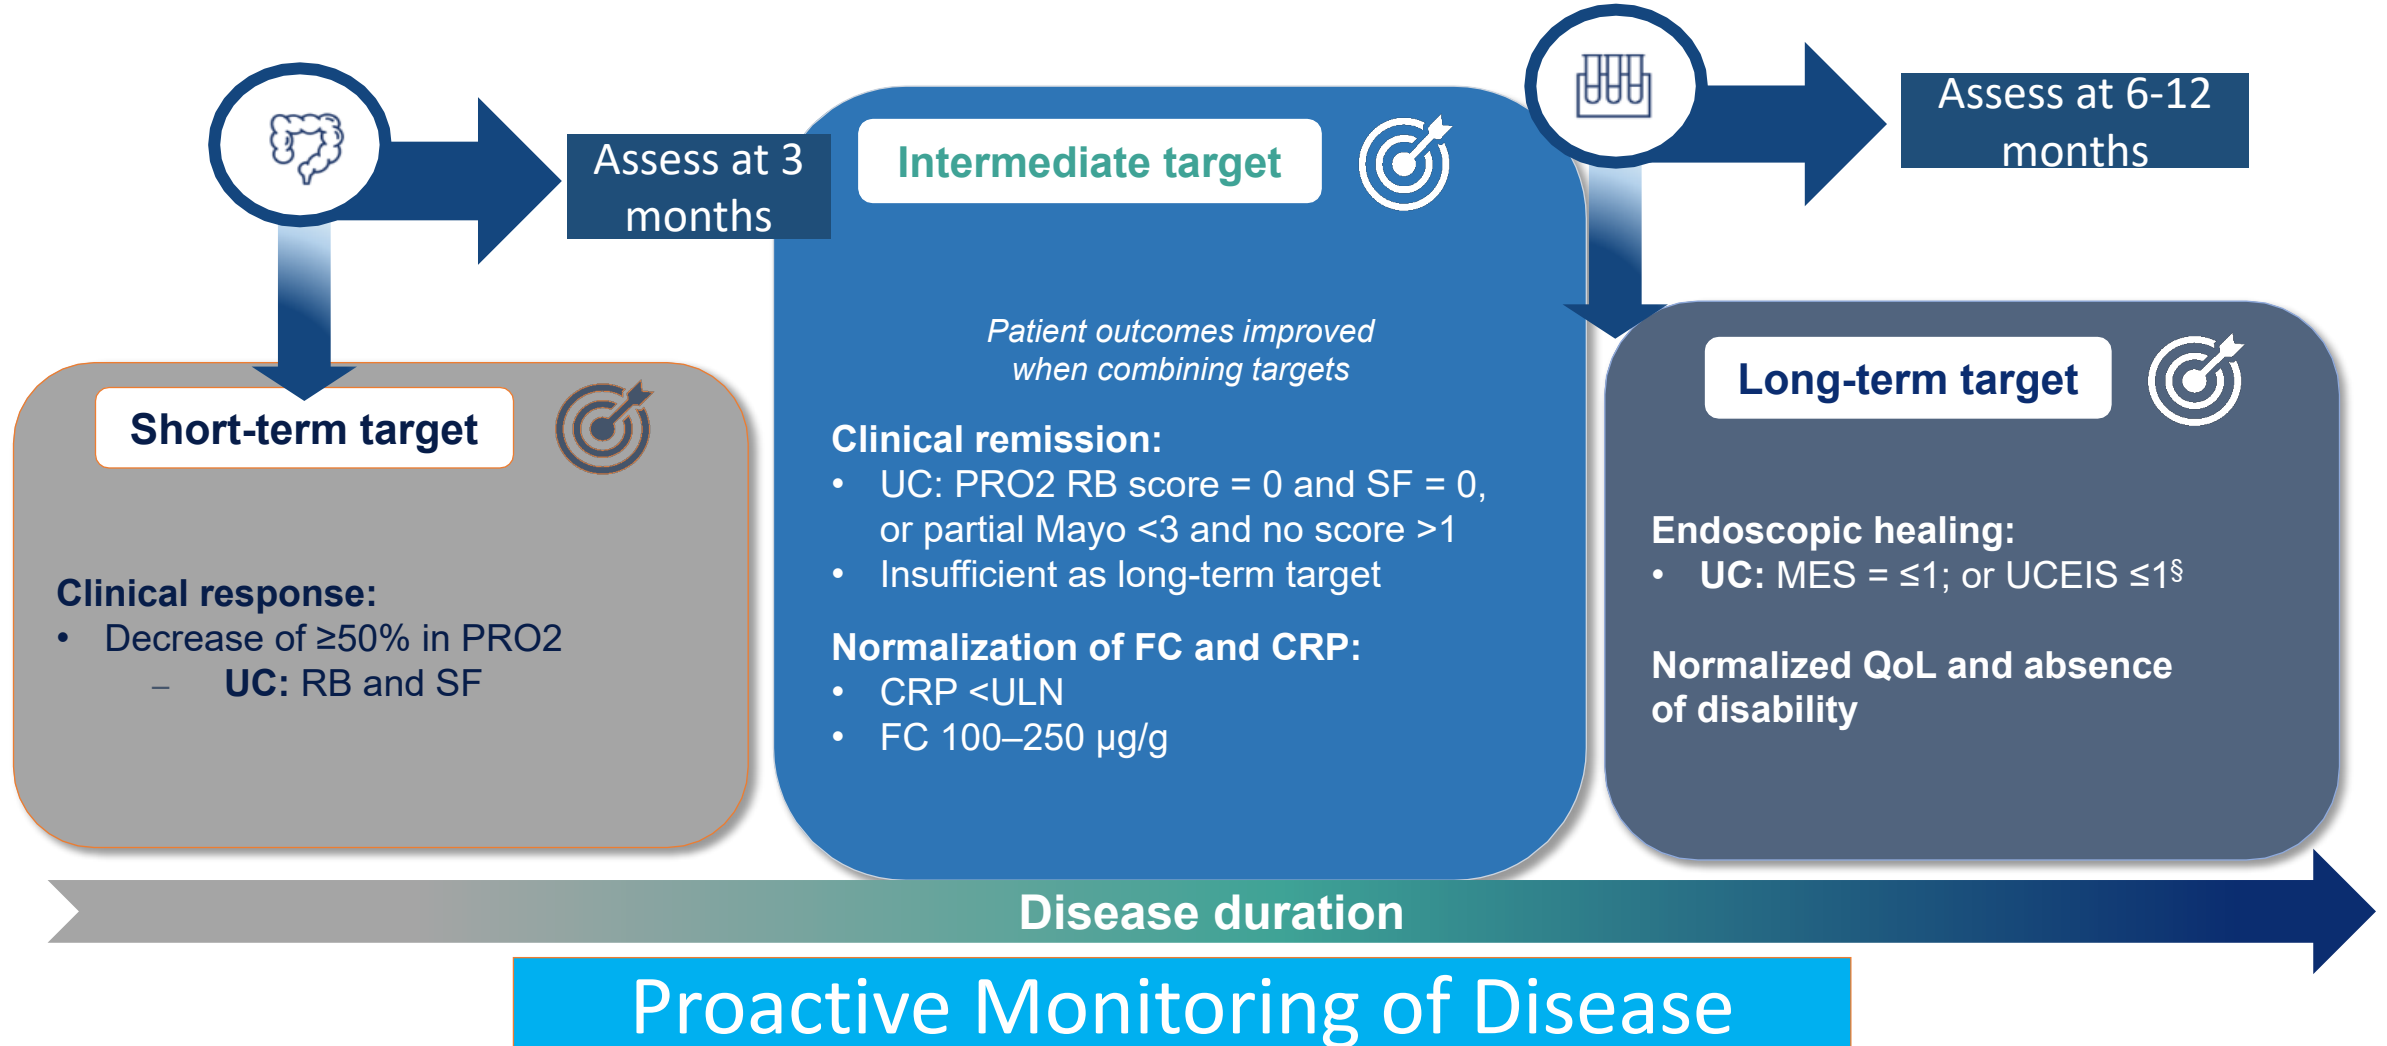 Assess at 3
months
Short-term target
Clinical response:
• Decrease of ≥50% in PRO2
– UC: RB and SF
Intermediate target
Patient outcomes improved
when combining targets
Clinical remission:
• UC: PRO2 RB score = 0 and SF = 0,
or partial Mayo <3 and no score >1
• Insufficient as long-term target
Normalization of FC and CRP:
• CRP <ULN
• FC 100–250 µg/g
Assess at 6-12
months
Long-term target
Endoscopic healing:
• UC: MES = ≤1; or UCEIS ≤1§
Normalized QoL and absence
of disability
Disease duration
Proactive Monitoring of Disease